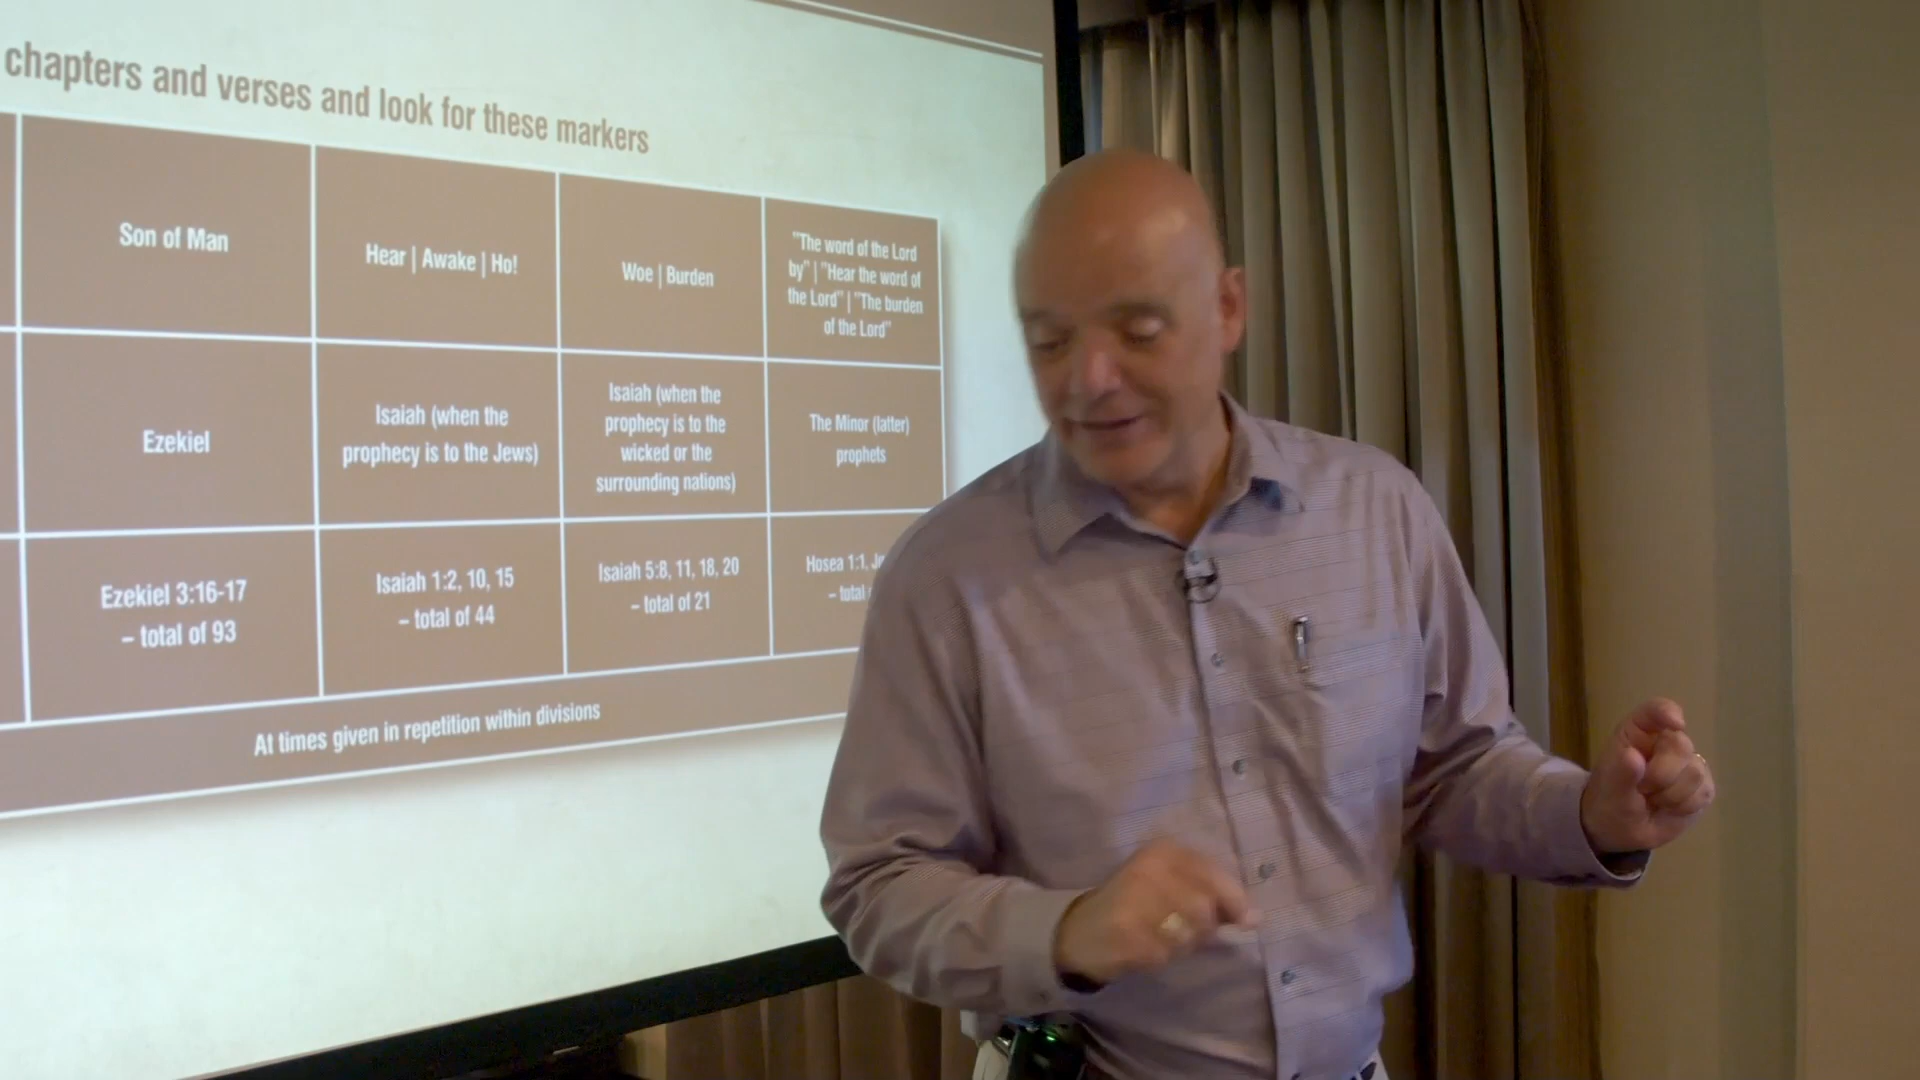 chapters and verses and look for these markers
Son of Man
Hear | Awake | Ho!
Woe | Burden
"The word of the Lord
by" | "Hear the word of
the Lord" | "The burden
of the Lord"
Ezekiel
Isaiah (when the
prophecy is to the Jews)
Isaiah (when the
prophecy is to the
wicked or the
surrounding nations)
The Minor (latter)
prophets
Ezekiel 3:16-17
– total of 93
Isaiah 1:2, 10, 15
– total of 44
Isaiah 5:8, 11, 18, 20
– total of 21
Hosea 1:1,
– total
At times given in repetition within divisions